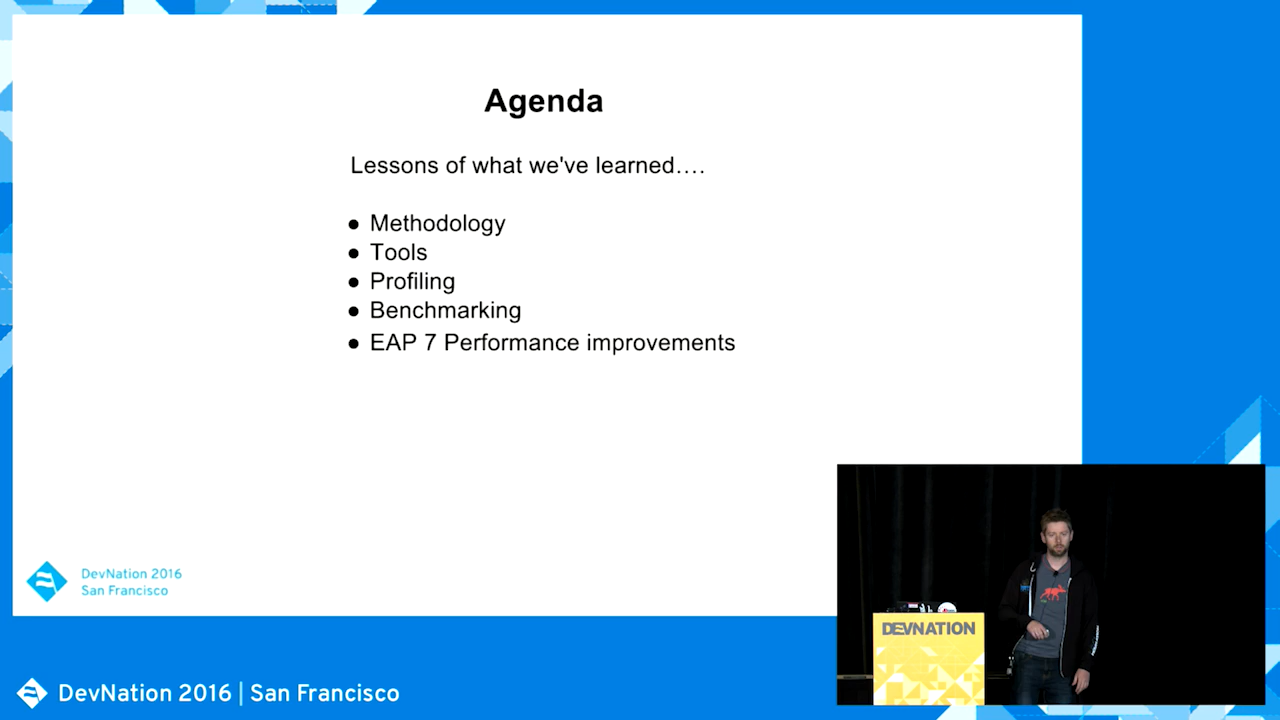 Agenda
Lessons of what we've learned….
● Methodology
● Tools
● Profiling
● Benchmarking
● EAP 7 Performance improvements
DevNation 2016
San Francisco
DEVNATION
DevNation 2016 | San Francisco